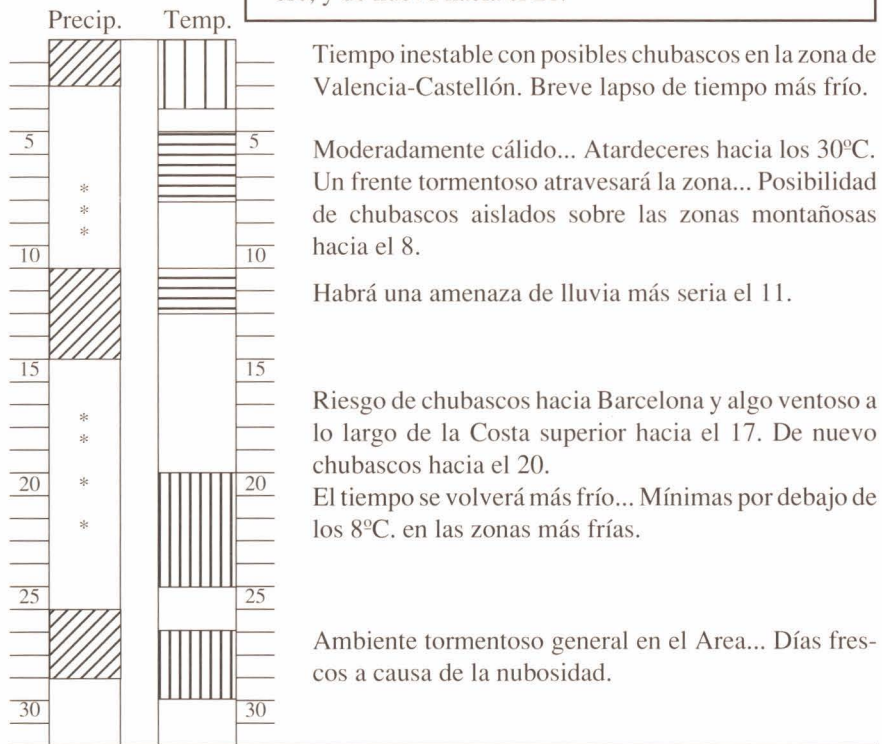 Precip. Temp.
Tiempo inestable con posibles chubascos en la zona de
Valencia-Castellón. Breve lapso de tiempo más frío.
5 5
Moderadamente cálido... Atardeceres hacia los 30ºC.
Un frente tormentoso atravesará la zona... Posibilidad
* de chubascos aislados sobre las zonas montañosas
*
*
hacia el 8.
10 10
Habrá una amenaza de lluvia más seria el 11.
15 15
Riesgo de chubascos hacia Barcelona y algo ventoso a
*
lo largo de la Costa superior hacia el 17. De nuevo
*
chubascos hacia el 20.
20 * 20
El tiempo se volverá más frío... Mínimas por debajo de
*
los 8ºC. en las zonas más frías.
25 25
Ambiente tormentoso general en el Area... Días fres-
cos a causa de la nubosidad.
30 30